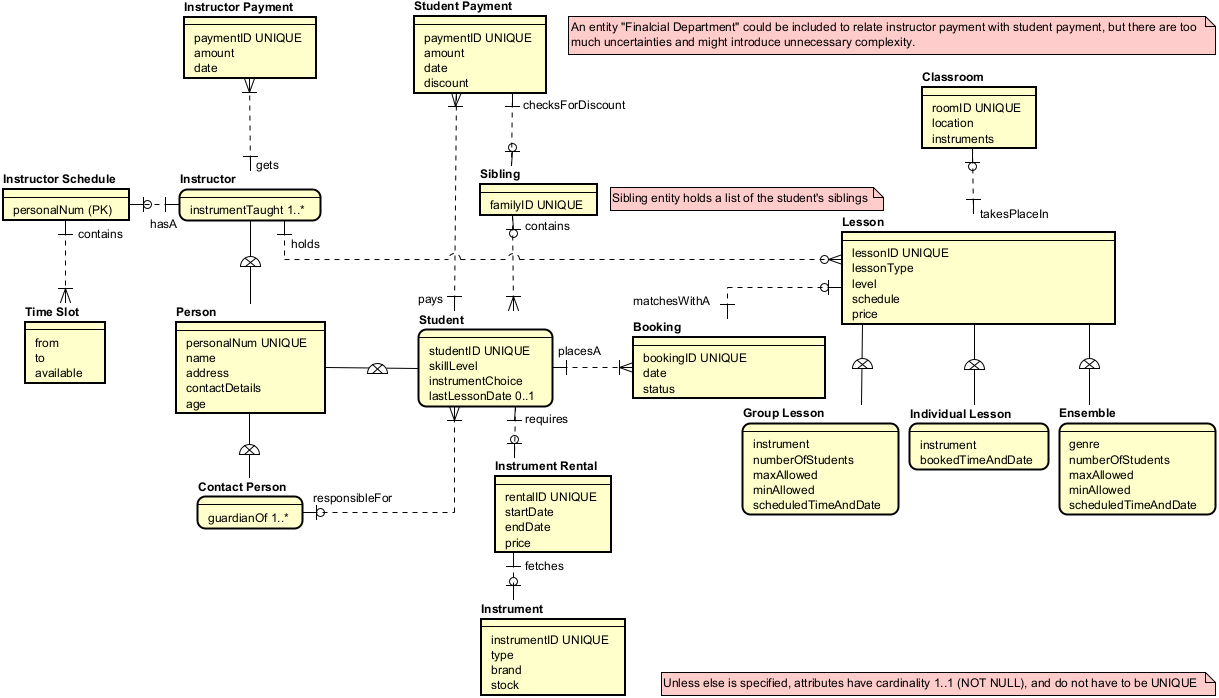 Instructor Payment
paymentID UNIQUE
amount
date
gets
Student Payment
paymentID UNIQUE
amount
date
discount
checksForDiscount
An entity "Finalcial Department" could be included to relate instructor payment with student payment, but there are too
much uncertainties and might introduce unnecessary complexity.
Classroom
roomID UNIQUE
location
instruments
takesPlaceIn
Instructor Schedule
personalNum (PK)
contains
hasA
Instructor
instrumentTaught 1..*
holds
Sibling
familyID UNIQUE
contains
Sibling entity holds a list of the student's siblings
Lesson
lessonID UNIQUE
lessonType
level
schedule
price
Time Slot
from
to
available
Person
personalNum UNIQUE
name
address
contactDetails
age
pays
Student
studentID UNIQUE
skillLevel
instrumentChoice
lastLessonDate 0..1
placesA
matchesWithA
Booking
bookingID UNIQUE
date
status
Contact Person
guardianOf 1..*
responsibleFor
requires
Instrument Rental
rentalID UNIQUE
startDate
endDate
price
fetches
Instrument
instrumentID UNIQUE
type
brand
stock
Group Lesson
instrument
numberOfStudents
maxAllowed
minAllowed
scheduledTimeAndDate
Individual Lesson
instrument
bookedTimeAndDate
Ensemble
genre
numberOfStudents
maxAllowed
minAllowed
scheduledTimeAndDate
Unless else is specified, attributes have cardinality 1..1 (NOT NULL), and do not have to be UNIQUE